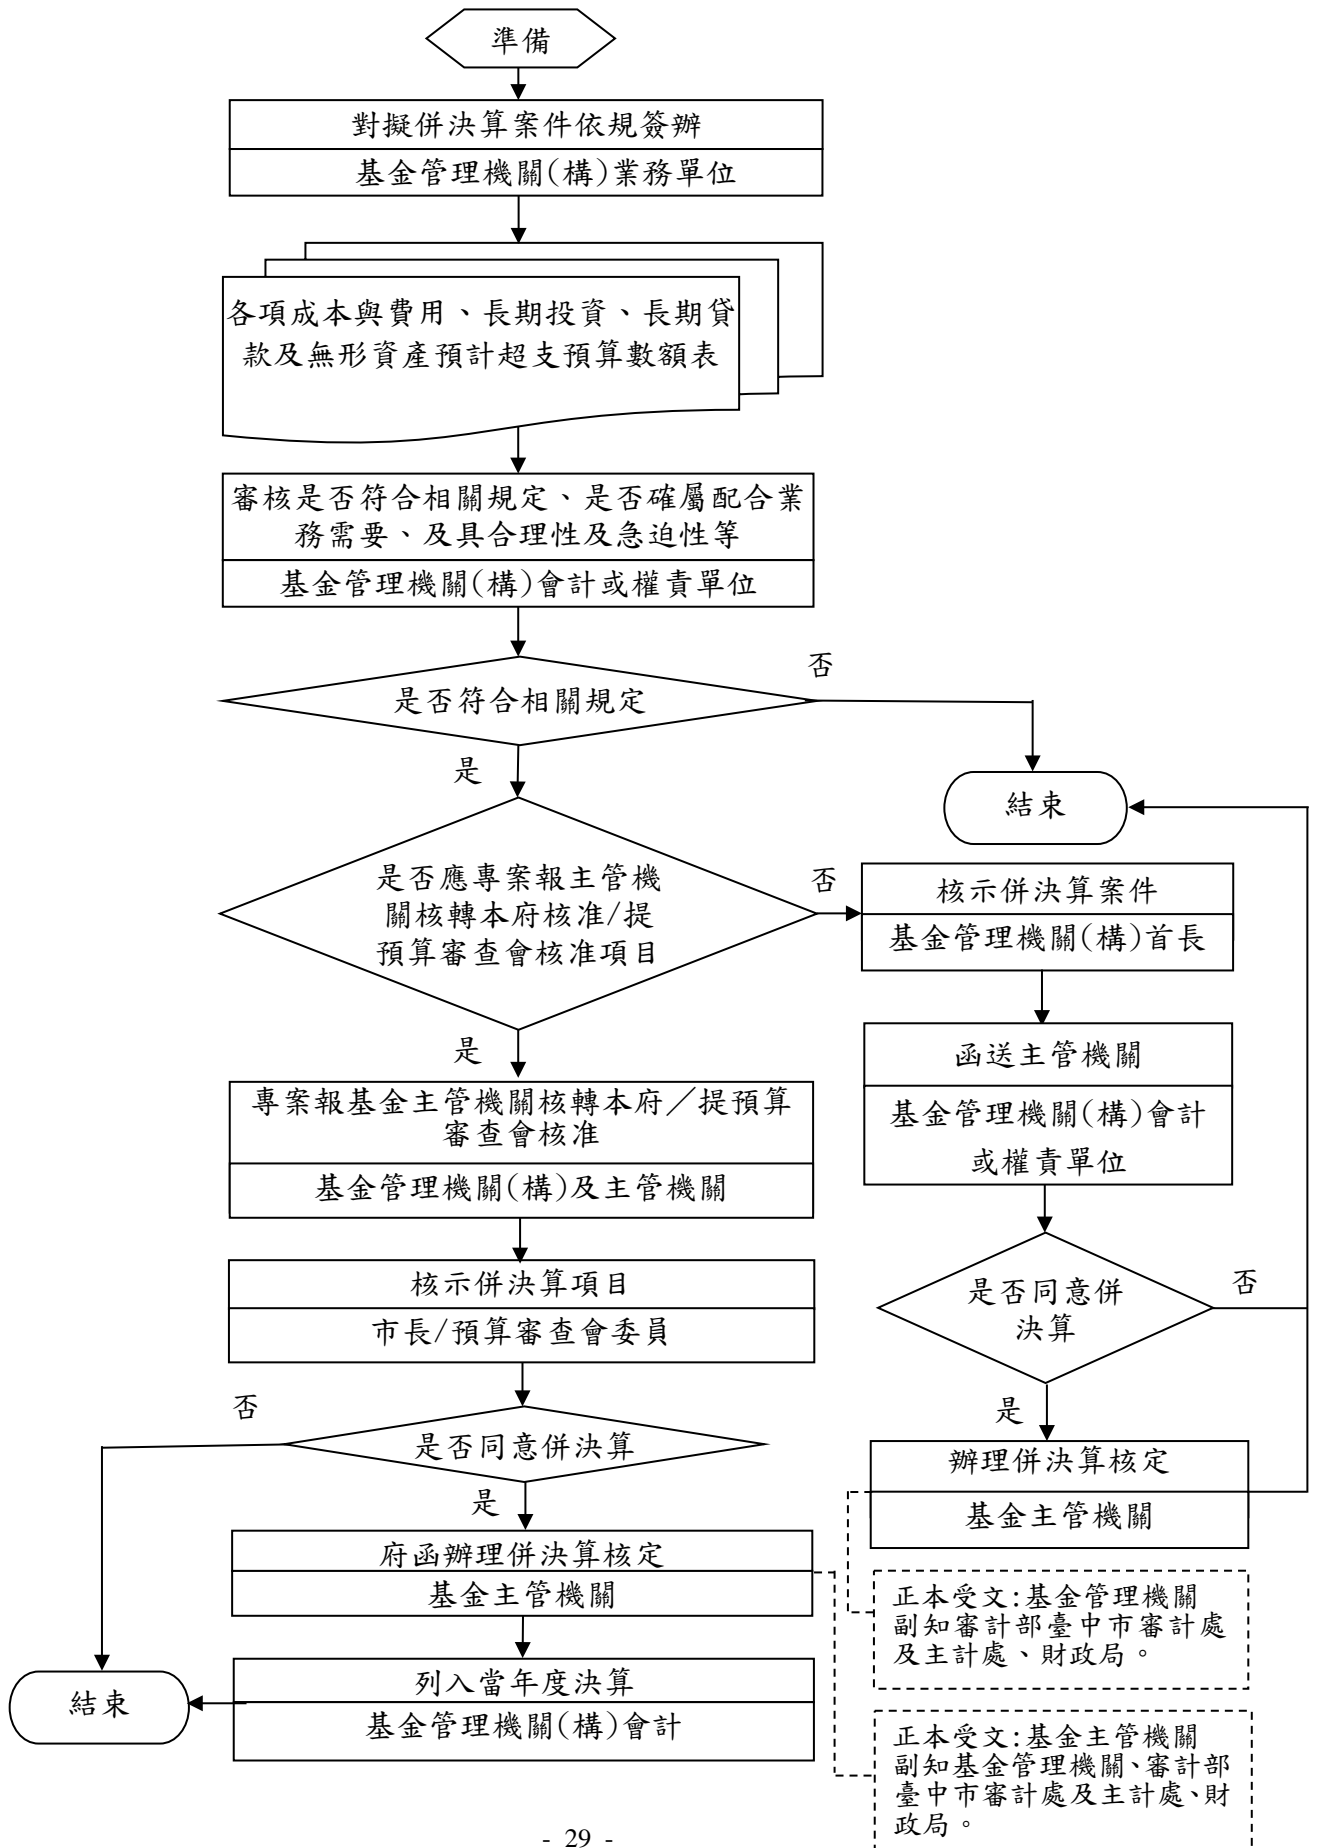 準備
對擬併決算案件依規簽辦
基金管理機關(構)業務單位
各項成本與費用、長期投資、長期貸
款及無形資產預計超支預算數額表
審核是否符合相關規定、是否確屬配合業
務需要、及具合理性及急迫性等
基金管理機關(構)會計或權責單位
是否符合相關規定
否
是
結束
是否應專案報主管機
關核轉本府核准/提
預算審查會核准項目
否
是
核示併決算案件
基金管理機關(構)首長
函送主管機關
基金管理機關(構)會計
或權責單位
專案報基金主管機關核轉本府／提預算
審查會核准
基金管理機關(構)及主管機關
核示併決算項目
市長/預算審查會委員
是否同意併
決算
否
是
否
是否同意併決算
是
辦理併決算核定
基金主管機關
府函辦理併決算核定
基金主管機關
正本受文:基金管理機關
副知審計部臺中市審計處
及主計處、財政局。
列入當年度決算
基金管理機關(構)會計
結束
正本受文:基金主管機關
副知基金管理機關、審計部
臺中市審計處及主計處、財
政局。
- 29 -